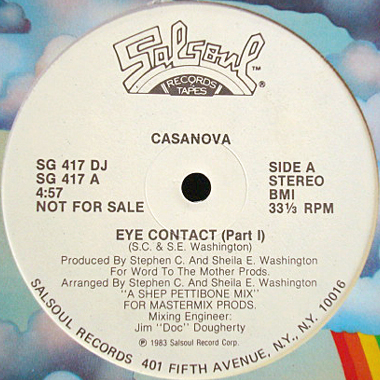 Salsoul ®
RECORDS
TAPES
CASANOVA
SG 417 DJ
SG 417 A
4:57
NOT FOR SALE
SIDE A
STEREO
BMI
33⅓ RPM
EYE CONTACT (Part I)
(S.C. & S.E. Washington)
Produced By Stephen C. And Sheila E. Washington
For Word To The Mother Prods.
Arranged By Stephen C. And Sheila E. Washington
"A SHEP PETTIBONE MIX"
FOR MASTERMIX PRODS.
Mixing Engineer:
Jim "Doc" Dougherty
℗ 1983 Salsoul Record Corp.
SALSOUL RECORDS 401 FIFTH AVENUE, N.Y., N.Y. 10016